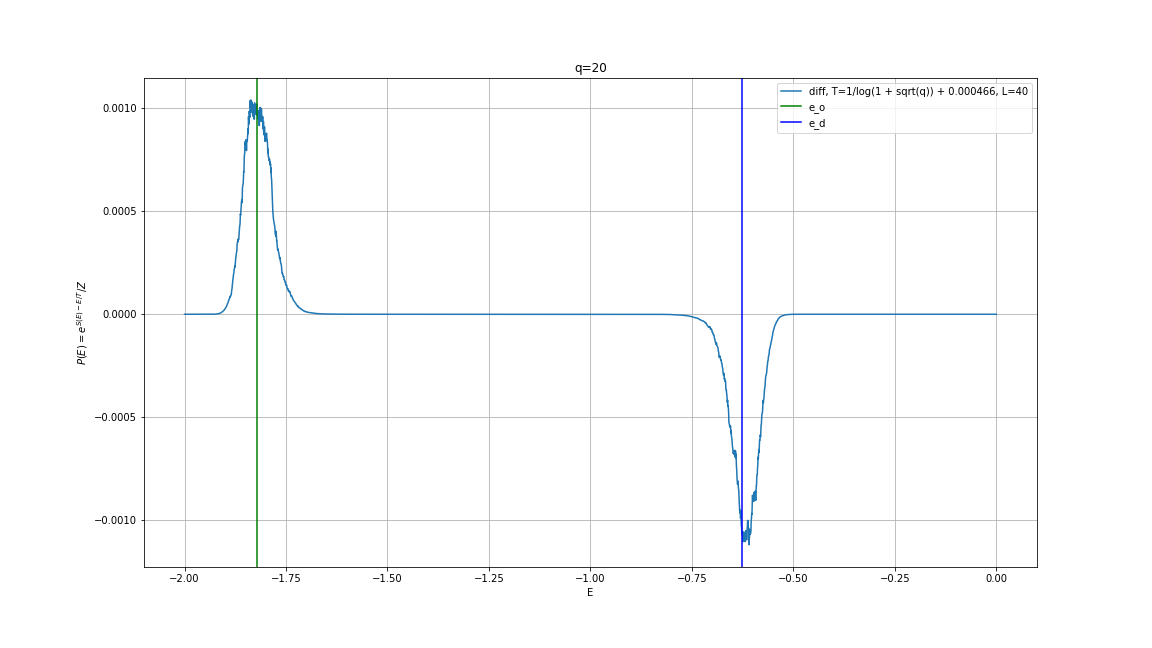 q=20
diff, T=1/log(1 + sqrt(q)) + 0.000466, L=40
e_o
e_d
0.0010
0.0005
0.0000
−0.0005
−0.0010
P(E) = e^{S(E) − E/T}/Z
−2.00 −1.75 −1.50 −1.25 −1.00 −0.75 −0.50 −0.25 0.00
E